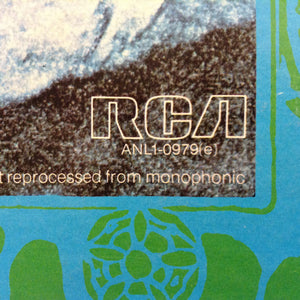 RCA
ANL1-0979(e)
t reprocessed from monophonic